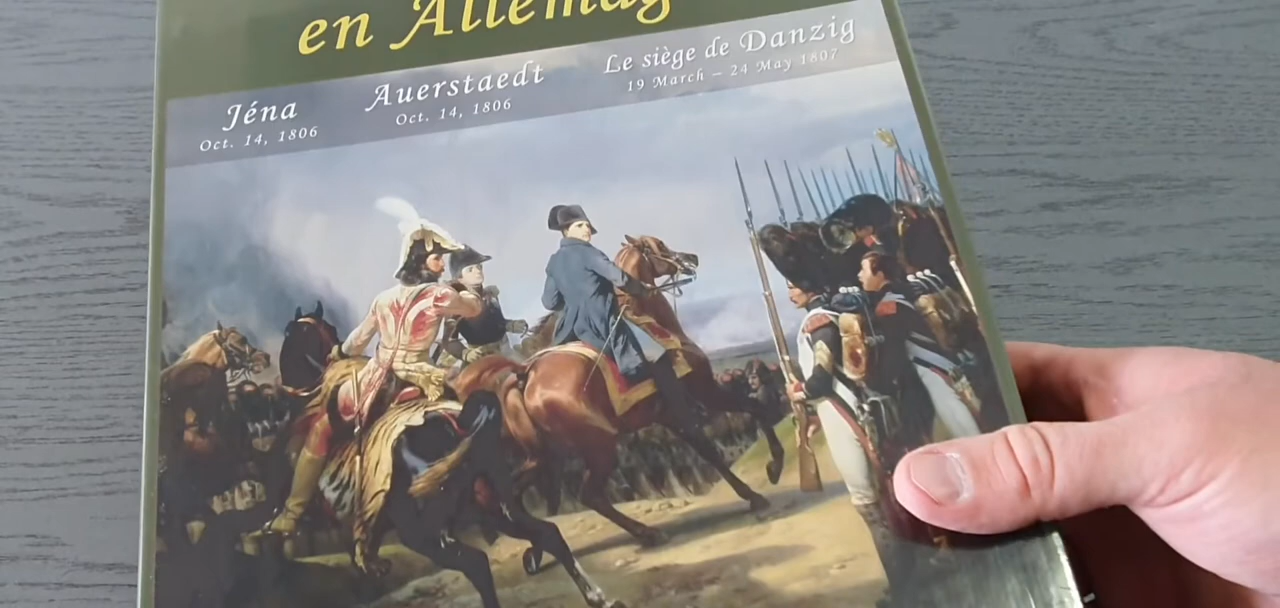 en Allemag
Jéna
Oct. 14, 1806
Auerstaedt
Oct. 14, 1806
Le siège de Danzig
19 March – 24 May 1807